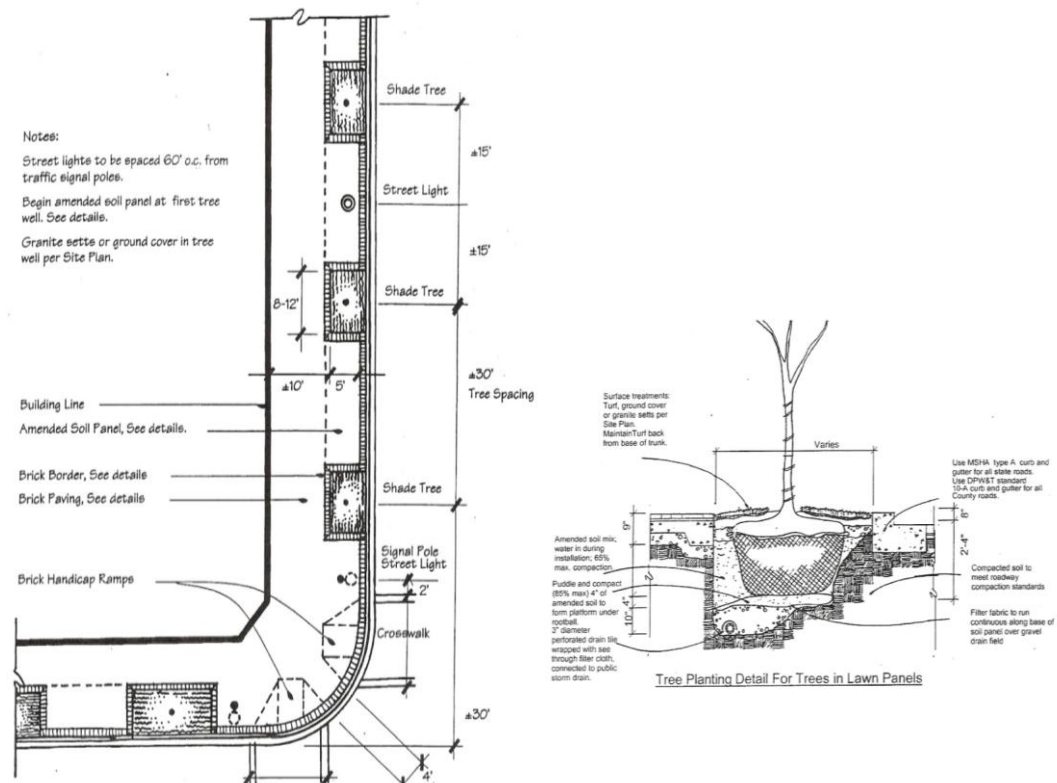 Notes:
Street lights to be spaced 60' o.c. from
traffic signal poles.
Begin amended soil panel at first tree
well. See details.
Granite setts or ground cover in tree
well per Site Plan.
Shade Tree
±15'
Street Light
±15'
Shade Tree
8-12'
±10'
5'
±30'
Tree Spacing
Building Line
Amended Soil Panel, See details.
Brick Border, See details
Brick Paving, See details
Shade Tree
Brick Handicap Ramps
Signal Pole
Street Light
2'
Crosswalk
±30'
4'
Surface treatments:
Turf, ground cover
or granite setts per
Site Plan.
MaintainTurf back
from base of trunk.
Varies
Use MSHA type A curb and
gutter for all state roads.
Use DPW&T standard
10-A curb and gutter for all
County roads.
9"
8"
2'-4"
Amended soil mix;
water in during
installation; 65%
max. compaction
Puddle and compact
(85% max) 4" of
amended soil to
form platform under
rootball.
3" diameter
perforated drain tile
wrapped with see
through filter cloth,
connected to public
storm drain.
4"
10"
Compacted soil to
meet roadway
compaction standards
Filter fabric to run
continuous along base of
soil panel over gravel
drain field
Tree Planting Detail For Trees in Lawn Panels